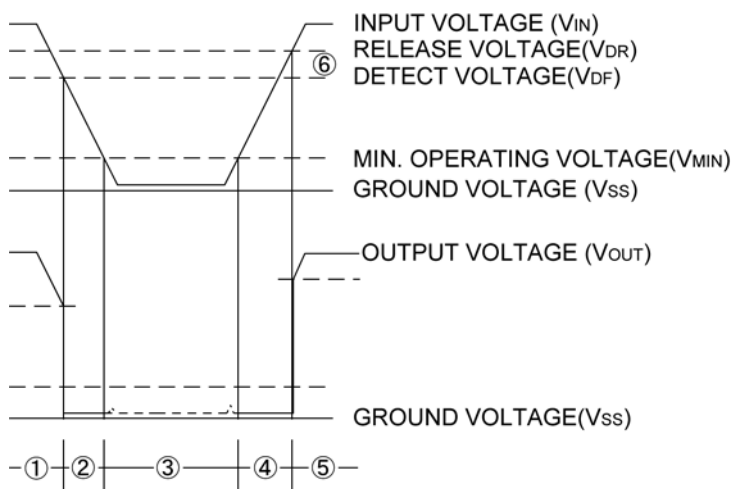 INPUT VOLTAGE (VIN)
RELEASE VOLTAGE(VDR)
⑥
DETECT VOLTAGE(VDF)
MIN. OPERATING VOLTAGE(VMIN)
GROUND VOLTAGE (VSS)
OUTPUT VOLTAGE (VOUT)
GROUND VOLTAGE(VSS)
① ② ③ ④ ⑤